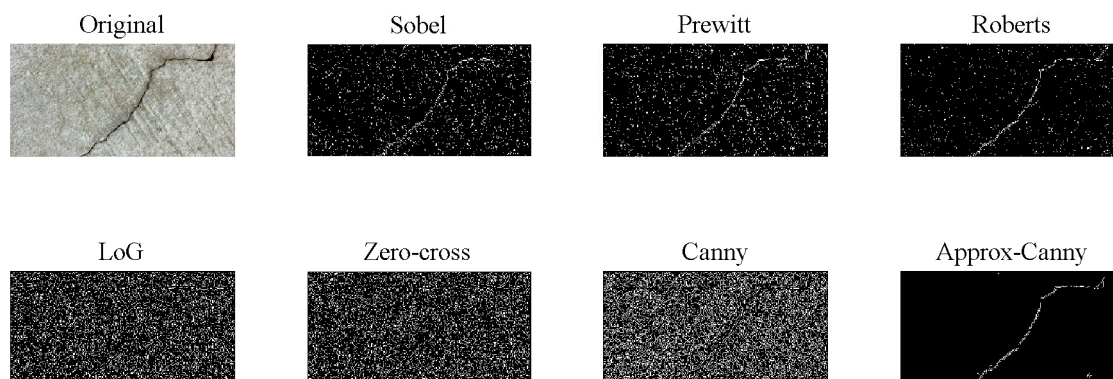 Original
Sobel
Prewitt
Roberts
LoG
Zero-cross
Canny
Approx-Canny